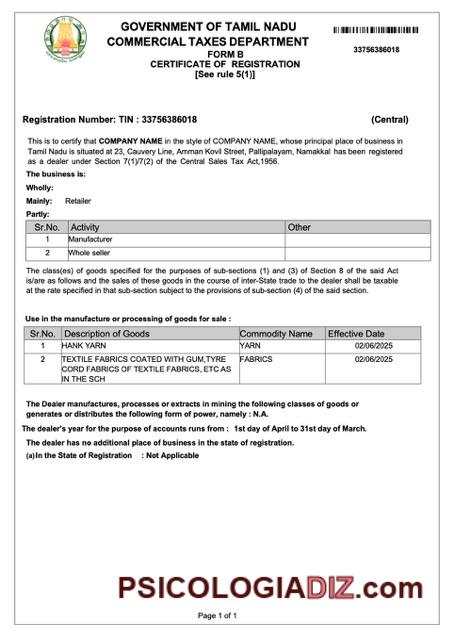 GOVERNMENT OF TAMIL NADU
COMMERCIAL TAXES DEPARTMENT
FORM B
CERTIFICATE OF REGISTRATION
[See rule 5(1)]
33756386018
Registration Number: TIN : 33756386018 (Central)
This is to certify that COMPANY NAME in the style of COMPANY NAME, whose principal place of business in
Tamil Nadu is situated at 23, Cauvery Line, Amman Kovil Street, Pallipalayam, Namakkal has been registered
as a dealer under Section 7(1)/7(2) of the Central Sales Tax Act,1956.
The business is:
Wholly:
Mainly: Retailer
Partly:
Sr.No. Activity Other
1 Manufacturer
2 Whole seller
The class(es) of goods specified for the purposes of sub-sections (1) and (3) of Section 8 of the said Act
is/are as follows and the sales of these goods in the course of inter-State trade to the dealer shall be taxable
at the rate specified in that sub-section subject to the provisions of sub-section (4) of the said section.
Use in the manufacture or processing of goods for sale :
Sr.No. Description of Goods Commodity Name Effective Date
1 HANK YARN YARN 02/06/2025
2 TEXTILE FABRICS COATED WITH GUM,TYRE FABRICS 02/06/2025
CORD FABRICS OF TEXTILE FABRICS, ETC AS
IN THE SCH
The Dealer manufactures, processes or extracts in mining the following classes of goods or
generates or distributes the following form of power, namely : N.A.
The dealer's year for the purpose of accounts runs from : 1st day of April to 31st day of March.
The dealer has no additional place of business in the state of registration.
(a)In the State of Registration : Not Applicable
PSICOLOGIADIZ.com
Page 1 of 1